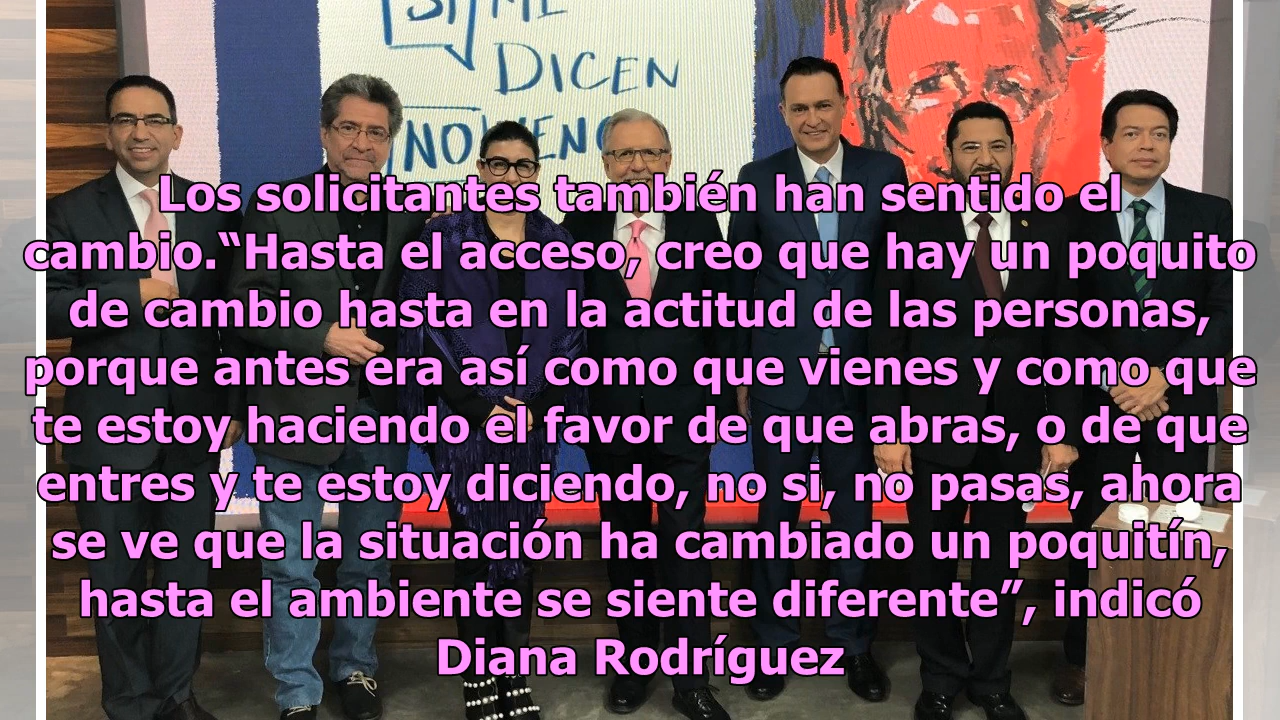 SI ME
DICEN
NO VENG
Los solicitantes también han sentido el
cambio.“Hasta el acceso, creo que hay un poquito
de cambio hasta en la actitud de las personas,
porque antes era así como que vienes y como que
te estoy haciendo el favor de que abras, o de que
entres y te estoy diciendo, no si, no pasas, ahora
se ve que la situación ha cambiado un poquitín,
hasta el ambiente se siente diferente”, indicó
Diana Rodríguez